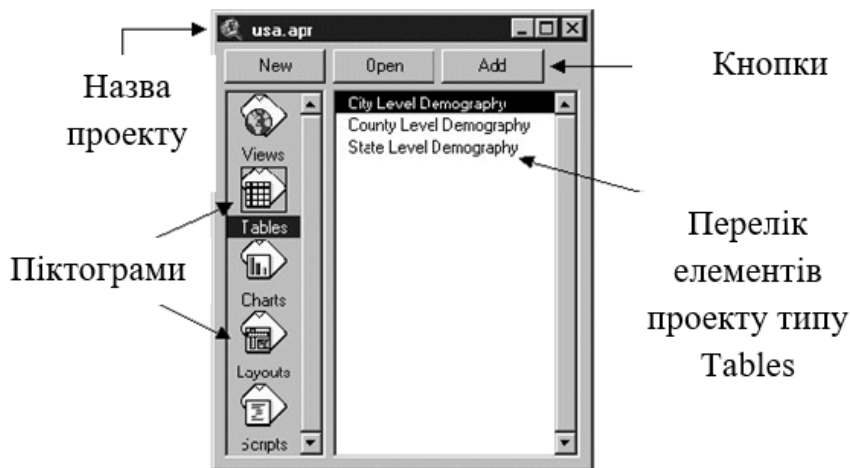 usa.apr
New Open Add
Кнопки
Назва
проекту
City Level Demography
County Level Demography
State Level Demography
Views
Tables
Піктограми
Charts
Layouts
Scripts
Перелік
елементів
проекту типу
Tables